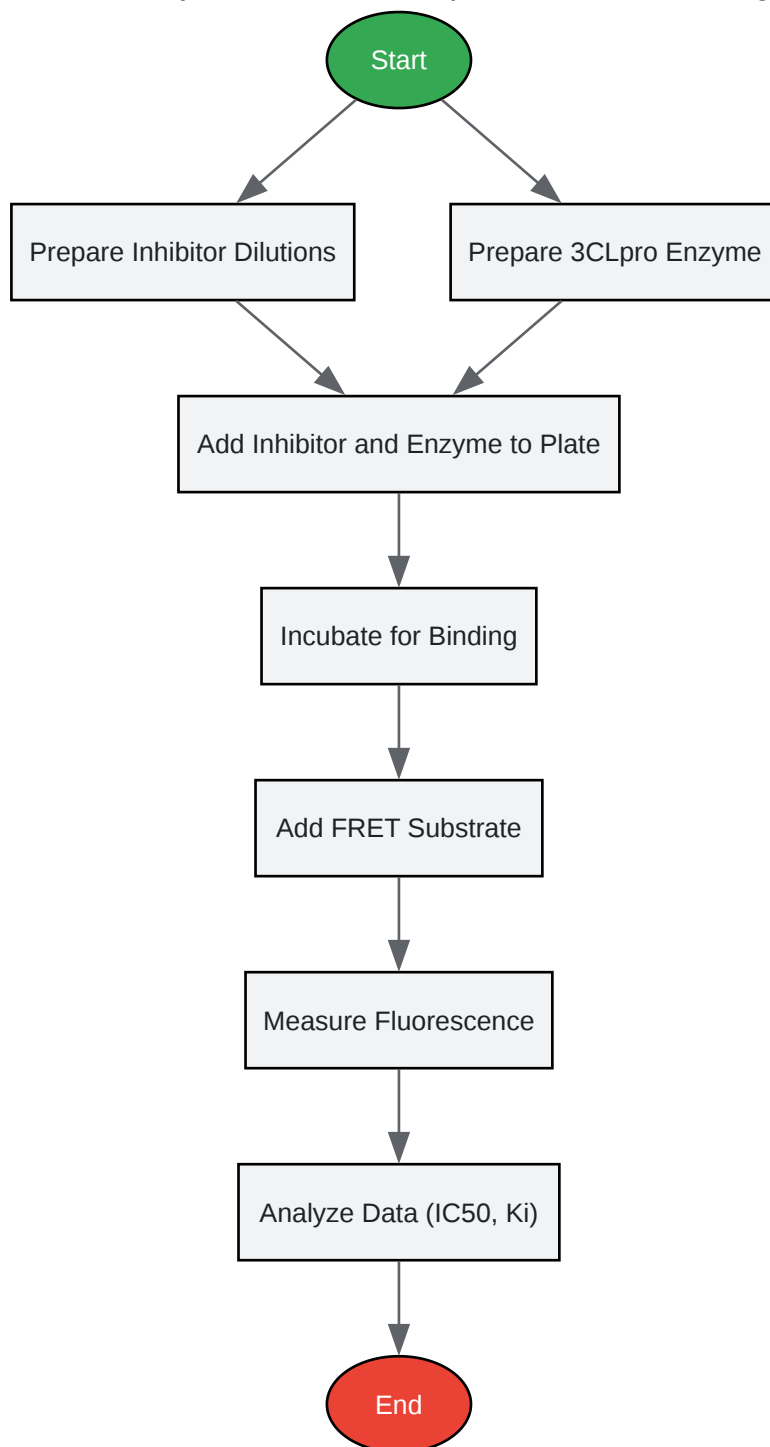 Start
Prepare Inhibitor Dilutions
Prepare 3CLpro Enzyme
Add Inhibitor and Enzyme to Plate
Incubate for Binding
Add FRET Substrate
Measure Fluorescence
Analyze Data (IC50, Ki)
End